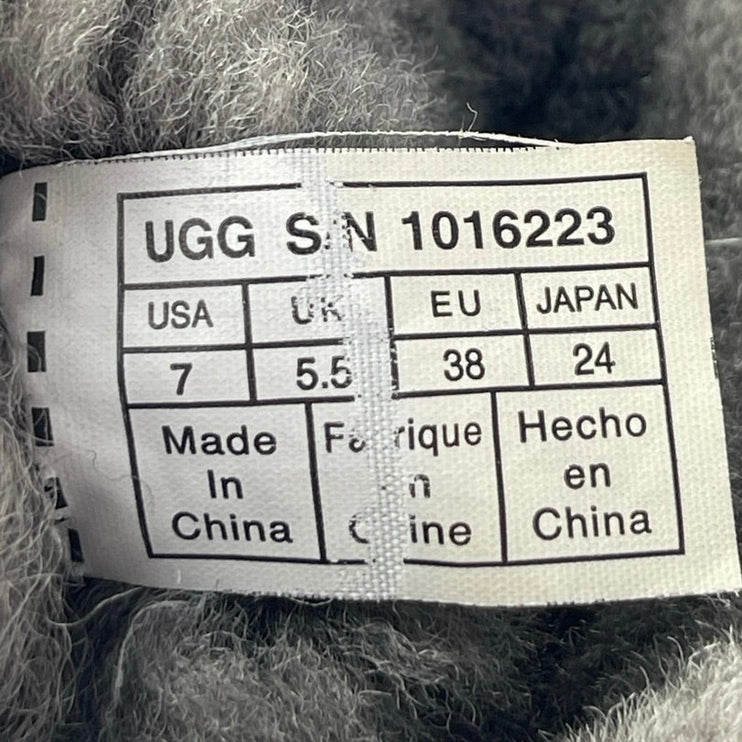 UGG S/N 1016223
USA UK EU JAPAN
7 5.5 38 24
Made In China
Fabrique en Chine
Hecho en China